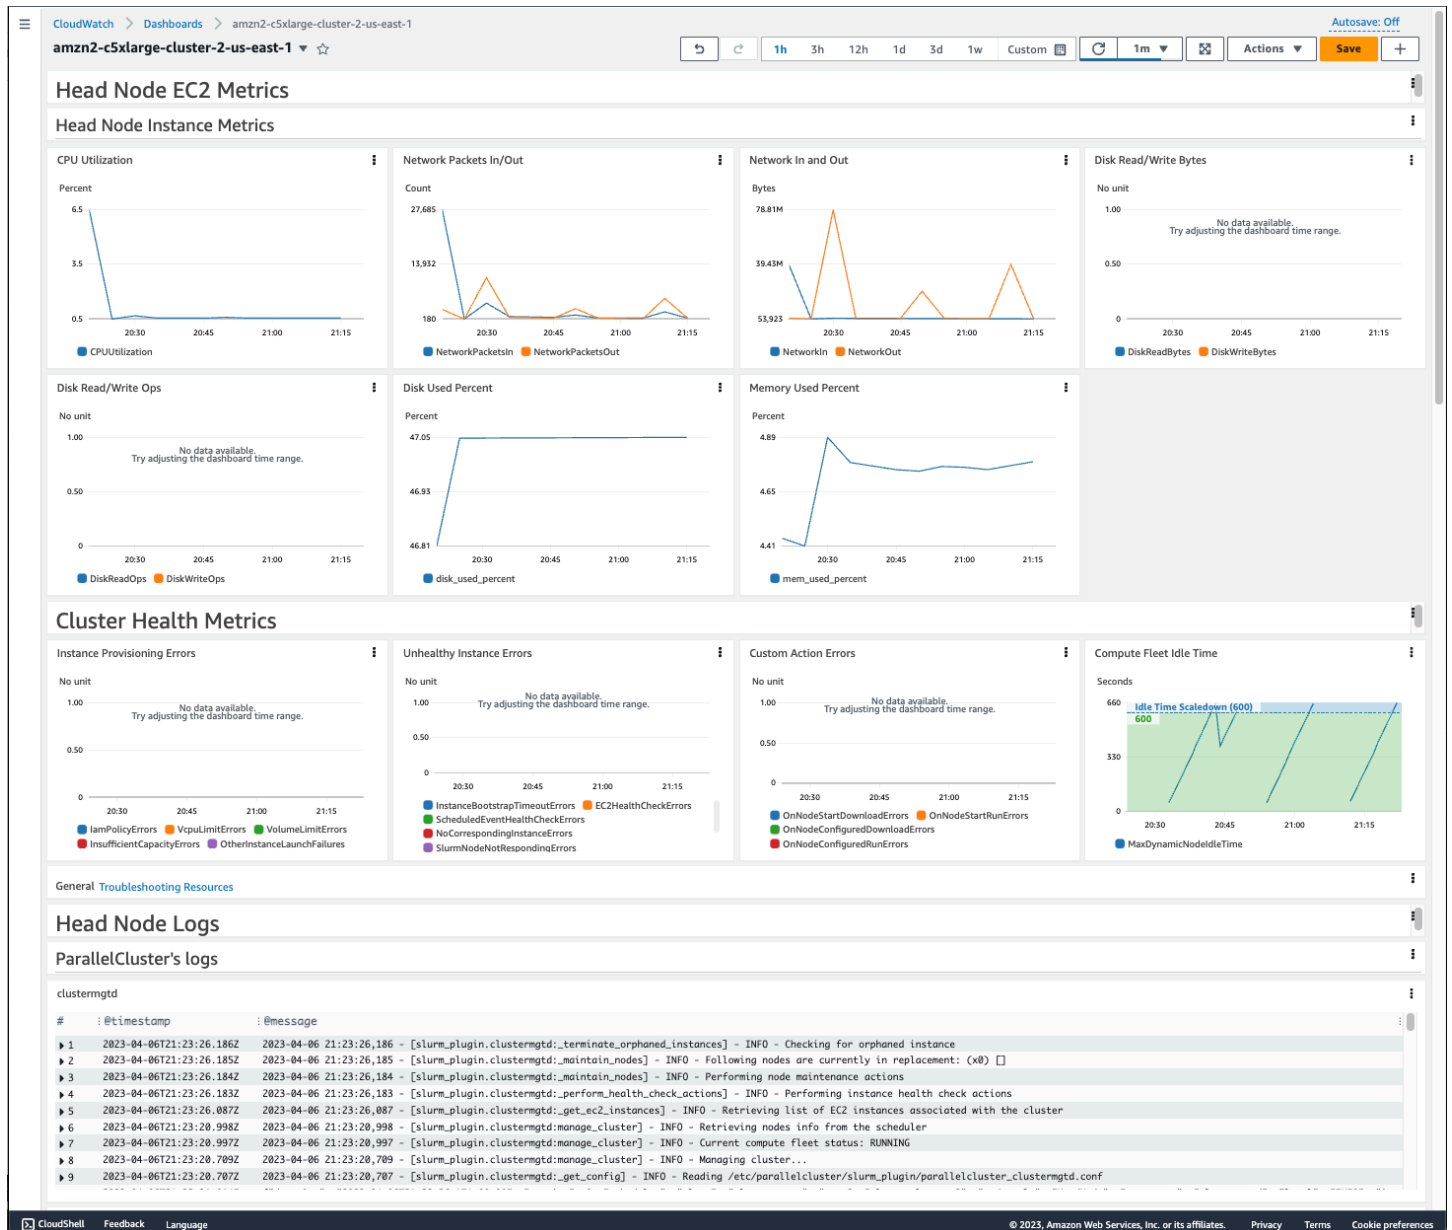 CloudWatch > Dashboards > amzn2-c5xlarge-cluster-2-us-east-1
Autosave: Off
amzn2-c5xlarge-cluster-2-us-east-1
1h 3h 12h 1d 3d 1w Custom 1m Actions Save
Head Node EC2 Metrics
Head Node Instance Metrics
CPU Utilization
Percent
6.5
3.5
0.5
20:30 20:45 21:00 21:15
CPUUtilization
Network Packets In/Out
Count
27,685
13,932
180
20:30 20:45 21:00 21:15
NetworkPacketsIn NetworkPacketsOut
Network In and Out
Bytes
78.81M
39.43M
53,923
20:30 20:45 21:00 21:15
NetworkIn NetworkOut
Disk Read/Write Bytes
No unit
1.00
No data available.
Try adjusting the dashboard time range.
0.50
0
20:30 20:45 21:00 21:15
DiskReadBytes DiskWriteBytes
Disk Read/Write Ops
No unit
1.00
No data available.
Try adjusting the dashboard time range.
0.50
0
20:30 20:45 21:00 21:15
DiskReadOps DiskWriteOps
Disk Used Percent
Percent
47.05
46.93
46.81
20:30 20:45 21:00 21:15
disk_used_percent
Memory Used Percent
Percent
4.89
4.65
4.41
20:30 20:45 21:00 21:15
mem_used_percent
Cluster Health Metrics
Instance Provisioning Errors
No unit
1.00
No data available.
Try adjusting the dashboard time range.
0.50
0
20:30 20:45 21:00 21:15
IamPolicyErrors VcpuLimitErrors VolumeLimitErrors
InsufficientCapacityErrors OtherInstanceLaunchFailures
Unhealthy Instance Errors
No unit
No data available.
1.00
Try adjusting the dashboard time range.
0.50
0
20:30 20:45 21:00 21:15
InstanceBootstrapTimeoutErrors EC2HealthCheckErrors
ScheduledEventHealthCheckErrors
NoCorrespondingInstanceErrors
SlurmNodeNotRespondingErrors
Custom Action Errors
No unit
1.00
No data available.
Try adjusting the dashboard time range.
0.50
0
20:30 20:45 21:00 21:15
OnNodeStartDownloadErrors OnNodeStartRunErrors
OnNodeConfiguredDownloadErrors
OnNodeConfiguredRunErrors
Compute Fleet Idle Time
Seconds
660
Idle Time Scaledown (600)
600
330
0
20:30 20:45 21:00 21:15
MaxDynamicNodeIdleTime
General Troubleshooting Resources
Head Node Logs
ParallelCluster's logs
clustermgtd
# @timestamp @message
1 2023-04-06T21:23:26.186Z 2023-04-06 21:23:26,186 - [slurm_plugin.clustermgtd:_terminate_orphaned_instances] - INFO - Checking for orphaned instance
2 2023-04-06T21:23:26.185Z 2023-04-06 21:23:26,185 - [slurm_plugin.clustermgtd:_maintain_nodes] - INFO - Following nodes are currently in replacement: (x0) []
3 2023-04-06T21:23:26.184Z 2023-04-06 21:23:26,184 - [slurm_plugin.clustermgtd:_maintain_nodes] - INFO - Performing node maintenance actions
4 2023-04-06T21:23:26.183Z 2023-04-06 21:23:26,183 - [slurm_plugin.clustermgtd:_perform_health_check_actions] - INFO - Performing instance health check actions
5 2023-04-06T21:23:26.087Z 2023-04-06 21:23:26,087 - [slurm_plugin.clustermgtd:_get_ec2_instances] - INFO - Retrieving list of EC2 instances associated with the cluster
6 2023-04-06T21:23:20.998Z 2023-04-06 21:23:20,998 - [slurm_plugin.clustermgtd:manage_cluster] - INFO - Retrieving nodes info from the scheduler
7 2023-04-06T21:23:20.997Z 2023-04-06 21:23:20,997 - [slurm_plugin.clustermgtd:manage_cluster] - INFO - Current compute fleet status: RUNNING
8 2023-04-06T21:23:20.709Z 2023-04-06 21:23:20,709 - [slurm_plugin.clustermgtd:manage_cluster] - INFO - Managing cluster...
9 2023-04-06T21:23:20.707Z 2023-04-06 21:23:20,707 - [slurm_plugin.clustermgtd:_get_config] - INFO - Reading /etc/parallelcluster/slurm_plugin/parallelcluster_clustermgtd.conf
CloudShell Feedback Language © 2023, Amazon Web Services, Inc. or its affiliates. Privacy Terms Cookie preferences